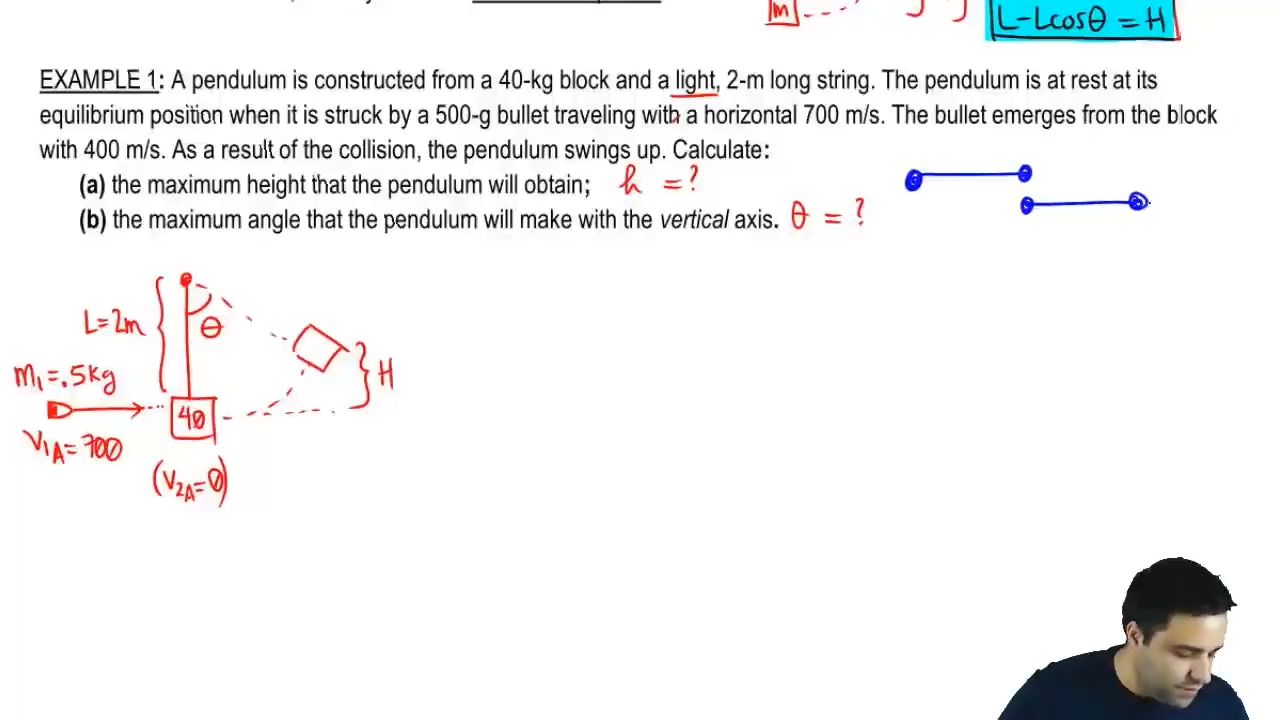 m
L-Lcosθ = H
EXAMPLE 1: A pendulum is constructed from a 40-kg block and a light, 2-m long string. The pendulum is at rest at its
equilibrium position when it is struck by a 500-g bullet traveling with a horizontal 700 m/s. The bullet emerges from the block
with 400 m/s. As a result of the collision, the pendulum swings up. Calculate:
(a) the maximum height that the pendulum will obtain; h = ?
(b) the maximum angle that the pendulum will make with the vertical axis. θ = ?
L=2m
θ
m₁=.5kg
H
40
V₁A=700
(V₂A=0)